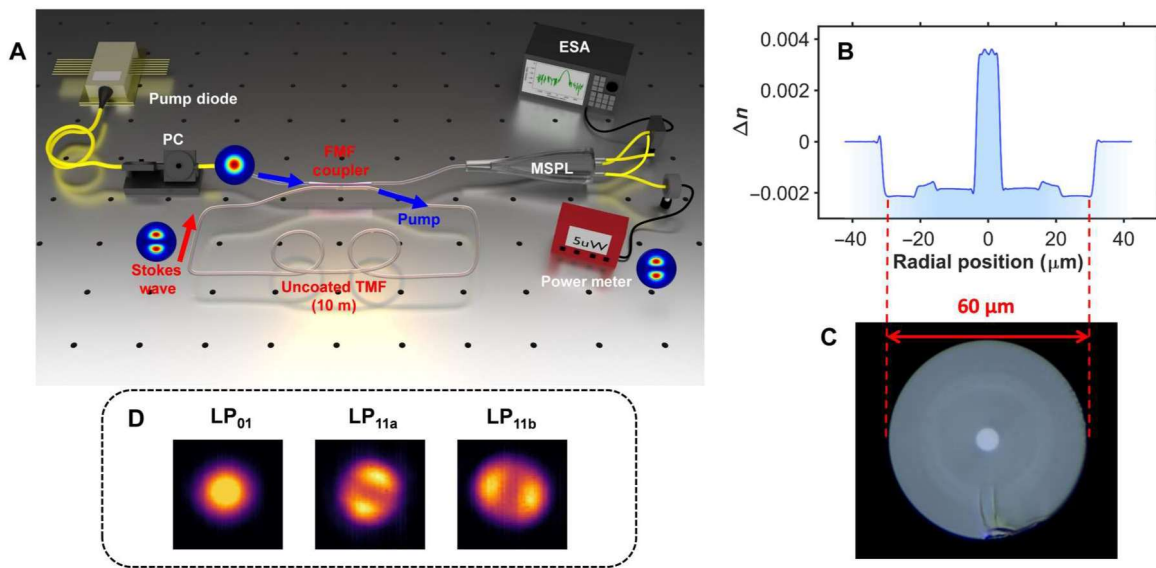 A
Pump diode
PC
FMF
coupler
Pump
Stokes
wave
Uncoated TMF
(10 m)
ESA
MSPL
5uW
Power meter
B
0.004
0.002
0
−0.002
Δn
−40
−20
0
20
40
Radial position (μm)
60 μm
C
D
LP01
LP11a
LP11b